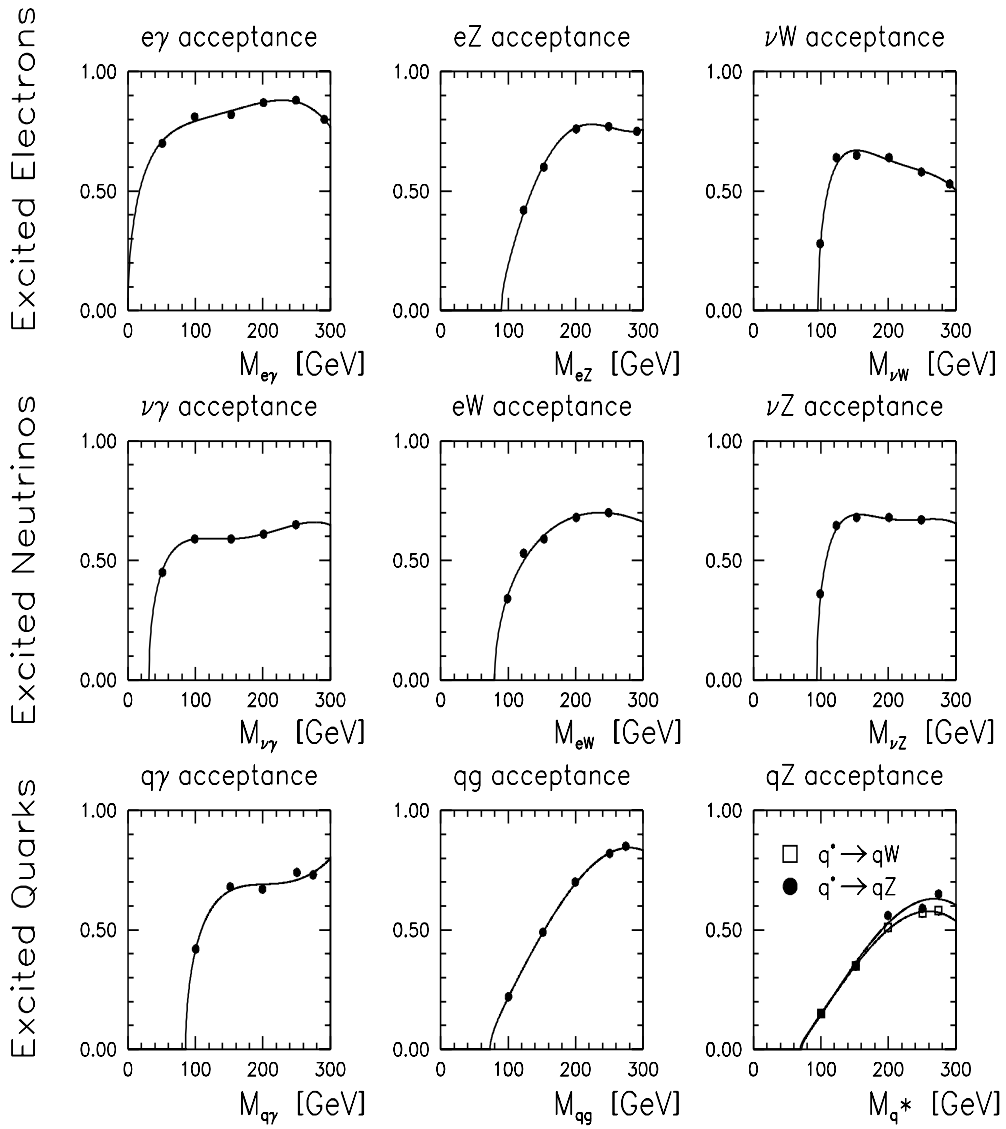 Excited Electrons
eγ acceptance
eZ acceptance
νW acceptance
1.00
0.50
0.00
0 100 200 300
M_eγ [GeV]
1.00
0.50
0.00
0 100 200 300
M_eZ [GeV]
1.00
0.50
0.00
0 100 200 300
M_νW [GeV]
Excited Neutrinos
νγ acceptance
eW acceptance
νZ acceptance
1.00
0.50
0.00
0 100 200 300
M_νγ [GeV]
1.00
0.50
0.00
0 100 200 300
M_eW [GeV]
1.00
0.50
0.00
0 100 200 300
M_νZ [GeV]
Excited Quarks
qγ acceptance
qg acceptance
qZ acceptance
1.00
0.50
0.00
0 100 200 300
M_qγ [GeV]
1.00
0.50
0.00
0 100 200 300
M_qg [GeV]
1.00
0.50
0.00
q* → qW
q* → qZ
0 100 200 300
M_q* [GeV]